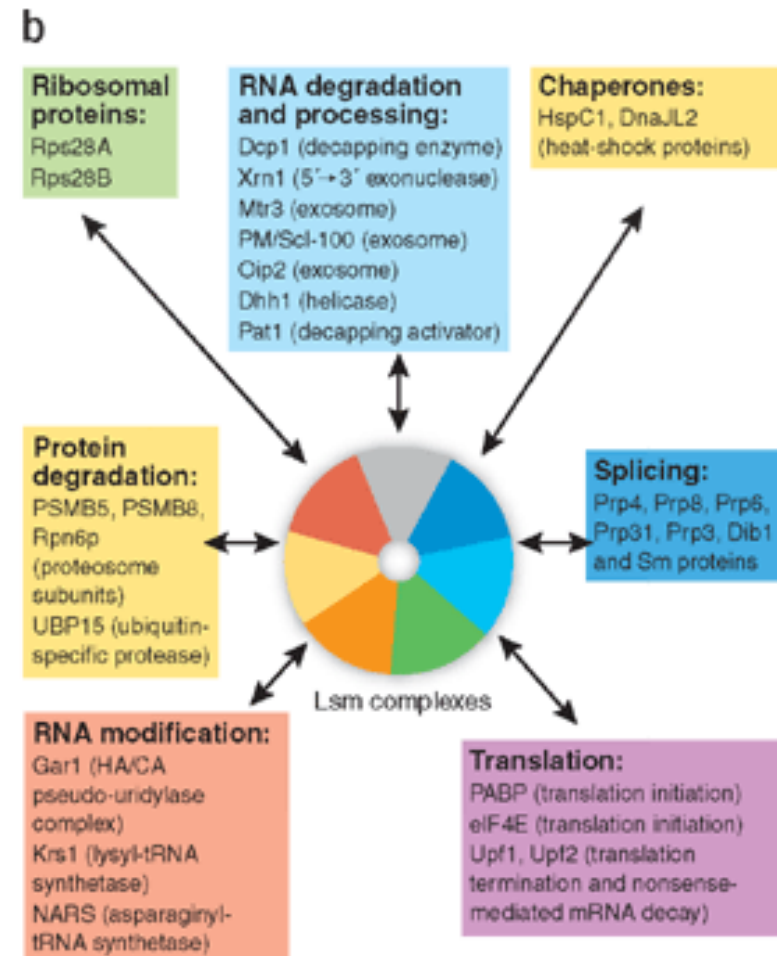 b
Ribosomal
proteins:
Rps28A
Rps28B
RNA degradation
and processing:
Dcp1 (decapping enzyme)
Xrn1 (5´→3´ exonuclease)
Mtr3 (exosome)
PM/Scl-100 (exosome)
Cip2 (exosome)
Dhh1 (helicase)
Pat1 (decapping activator)
Chaperones:
HspC1, DnaJL2
(heat-shock proteins)
Protein
degradation:
PSMB5, PSMB8,
Rpn6p
(proteosome
subunits)
UBP15 (ubiquitin-
specific protease)
Splicing:
Prp4, Prp8, Prp6,
Prp31, Prp3, Dib1
and Sm proteins
Lsm complexes
RNA modification:
Gar1 (HA/CA
pseudo-uridylase
complex)
Krs1 (lysyl-tRNA
synthetase)
NARS (asparaginyl-
tRNA synthetase)
Translation:
PABP (translation initiation)
eIF4E (translation initiation)
Upf1, Upf2 (translation
termination and nonsense-
mediated mRNA decay)